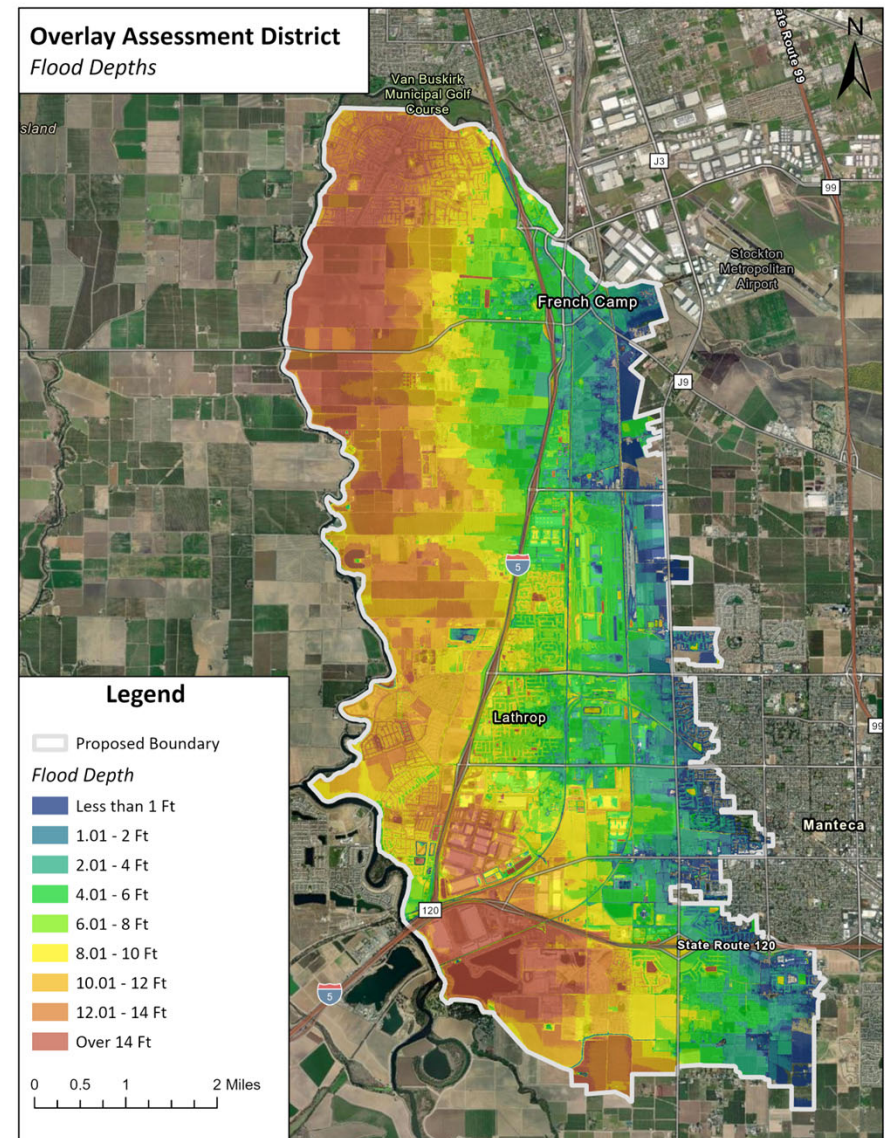 Overlay Assessment District
Flood Depths
Van Buskirk
Municipal Golf
Course
island
ate Route 99
N
J3
99
Stockton
Metropolitan
Airport
French Camp
J9
5
Lathrop
99
Manteca
120
State Route 120
5
Legend
Proposed Boundary
Flood Depth
Less than 1 Ft
1.01 - 2 Ft
2.01 - 4 Ft
4.01 - 6 Ft
6.01 - 8 Ft
8.01 - 10 Ft
10.01 - 12 Ft
12.01 - 14 Ft
Over 14 Ft
0 0.5 1 2 Miles